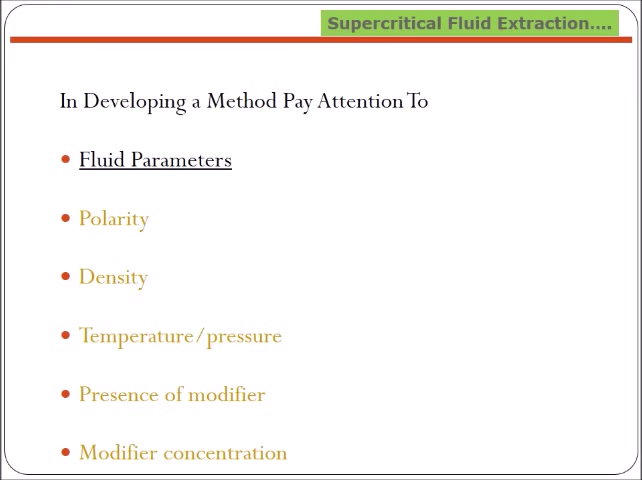 Supercritical Fluid Extraction....
In Developing a Method Pay Attention To
• Fluid Parameters
• Polarity
• Density
• Temperature/pressure
• Presence of modifier
• Modifier concentration